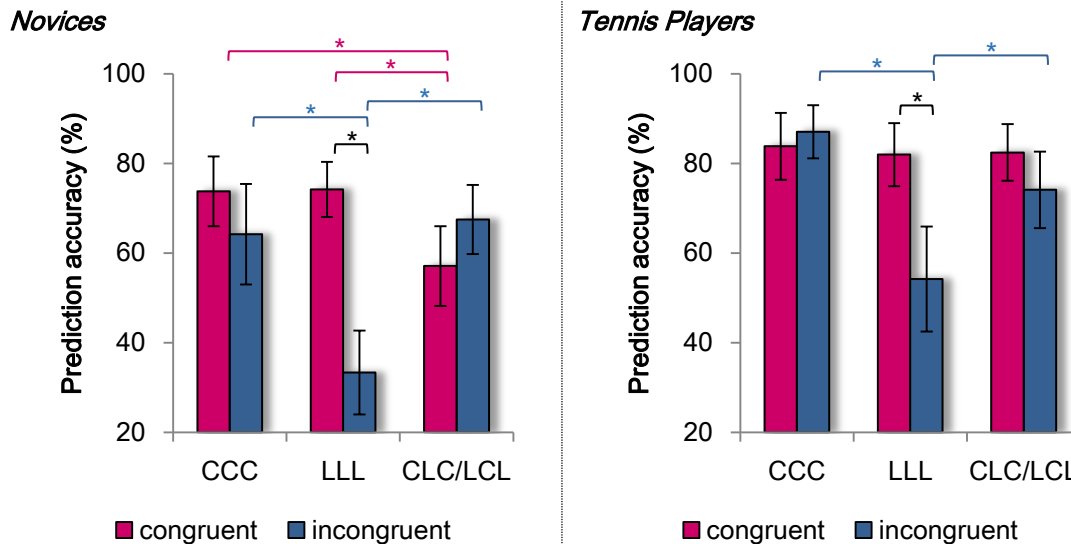 Novices
*
*
*
*
*
Prediction accuracy (%)
100
80
60
40
20
CCC LLL CLC/LCL
congruent incongruent
Tennis Players
*
*
*
Prediction accuracy (%)
100
80
60
40
20
CCC LLL CLC/LCL
congruent incongruent